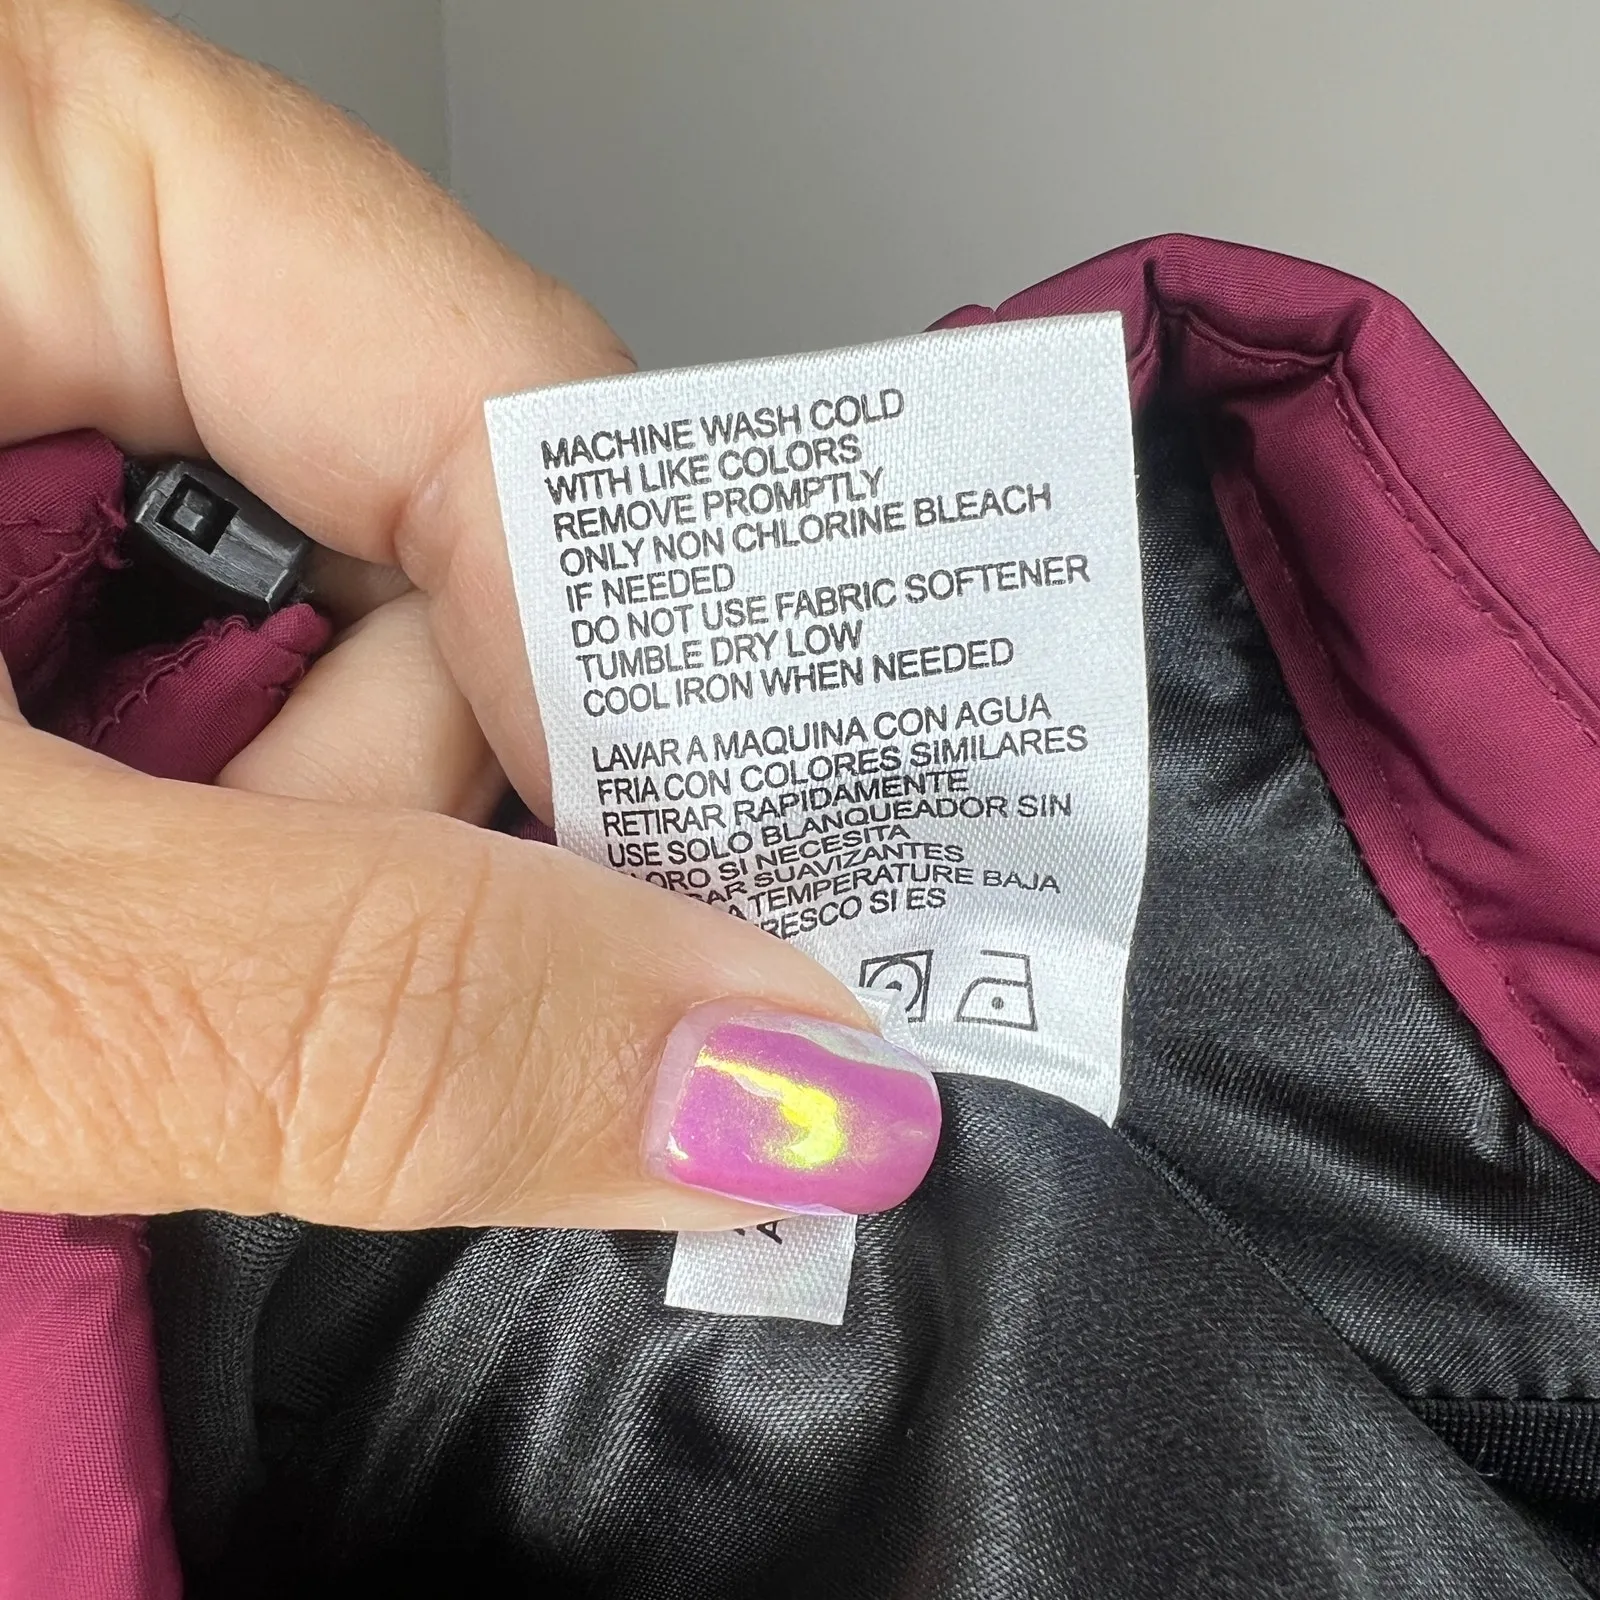 MACHINE WASH COLD
WITH LIKE COLORS
REMOVE PROMPTLY
ONLY NON CHLORINE BLEACH
IF NEEDED
DO NOT USE FABRIC SOFTENER
TUMBLE DRY LOW
COOL IRON WHEN NEEDED
LAVAR A MAQUINA CON AGUA
FRIA CON COLORES SIMILARES
RETIRAR RAPIDAMENTE
USE SOLO BLANQUEADOR SIN
SI NECESITA
SUAVIZANTES
TEMPERATURE BAJA
SI ES